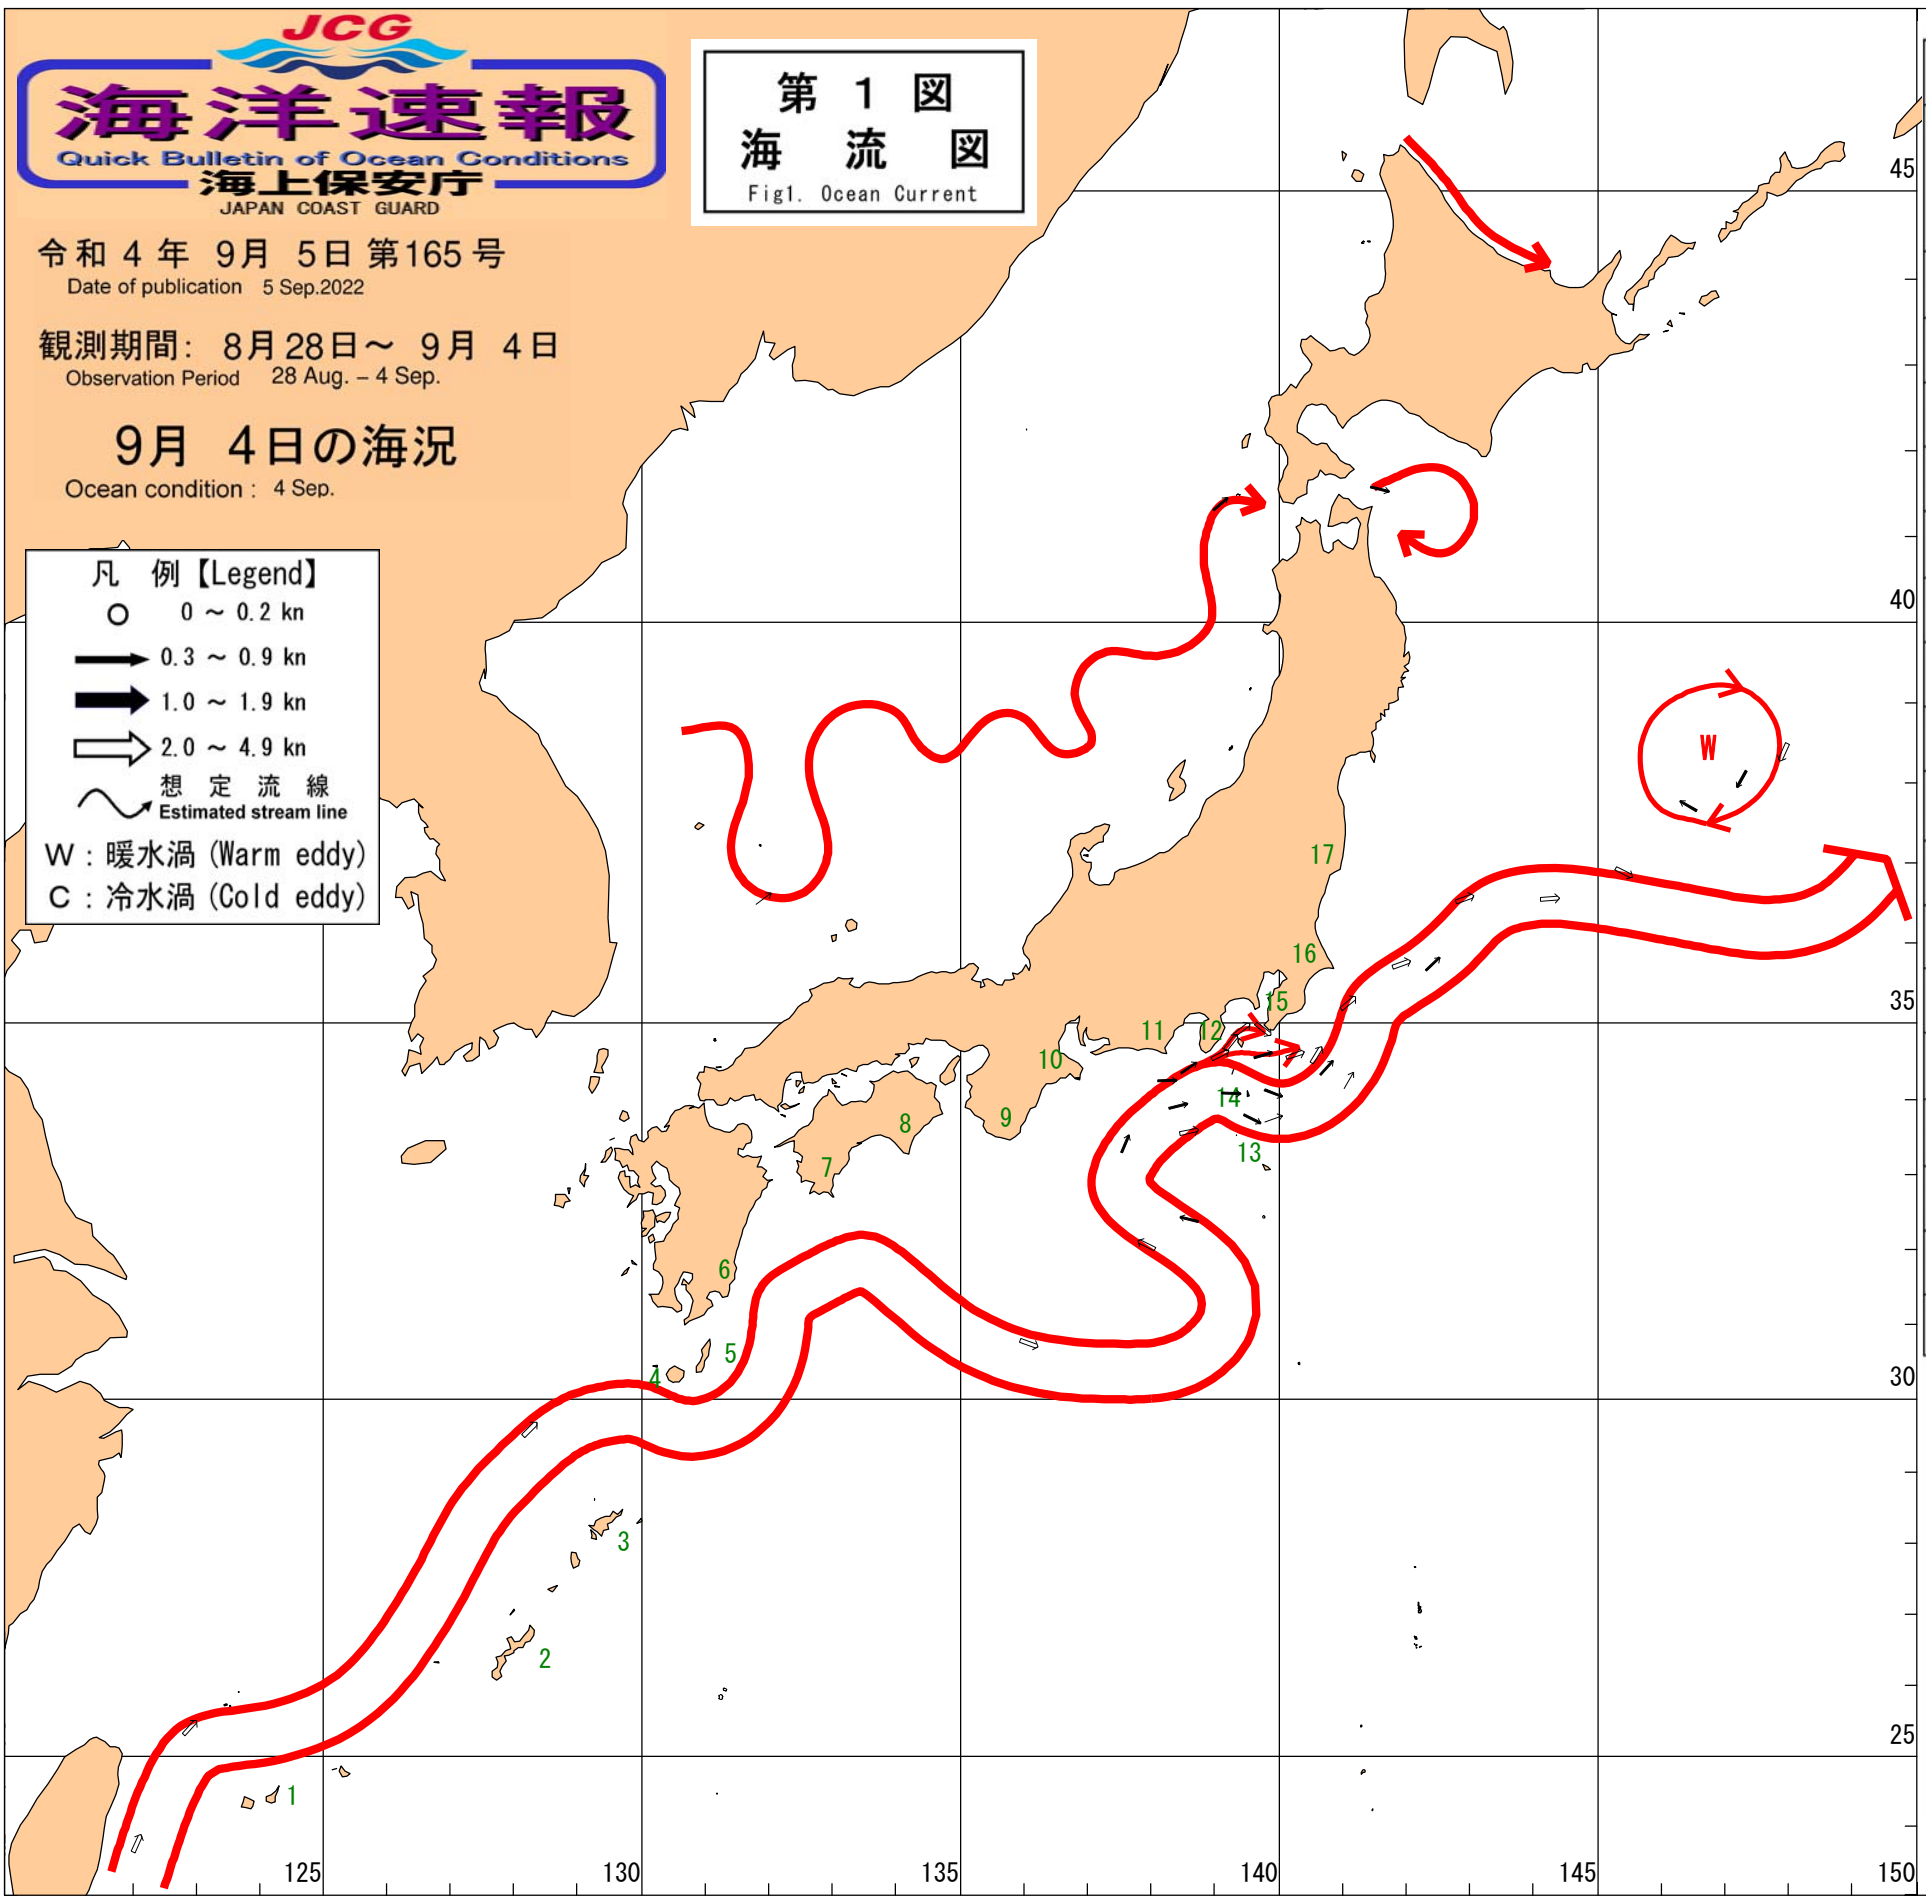 JCG
海洋速報
Quick Bulletin of Ocean Conditions
海上保安庁
JAPAN COAST GUARD
第 1 図
海 流 図
Fig1. Ocean Current
令和 4 年 9月 5日 第165 号
Date of publication 5 Sep.2022
観測期間: 8月 28日～ 9月 4日
Observation Period 28 Aug. – 4 Sep.
9月 4日の海況
Ocean condition : 4 Sep.
凡 例【Legend】
0 ～ 0.2 kn
0.3 ～ 0.9 kn
1.0 ～ 1.9 kn
2.0 ～ 4.9 kn
想 定 流 線
Estimated stream line
W : 暖水渦 (Warm eddy)
C : 冷水渦 (Cold eddy)
45
40
W
17
16
35
15
12
11
10
14
9
8
13
7
6
5
4
30
3
2
25
1
125
130
135
140
145
150